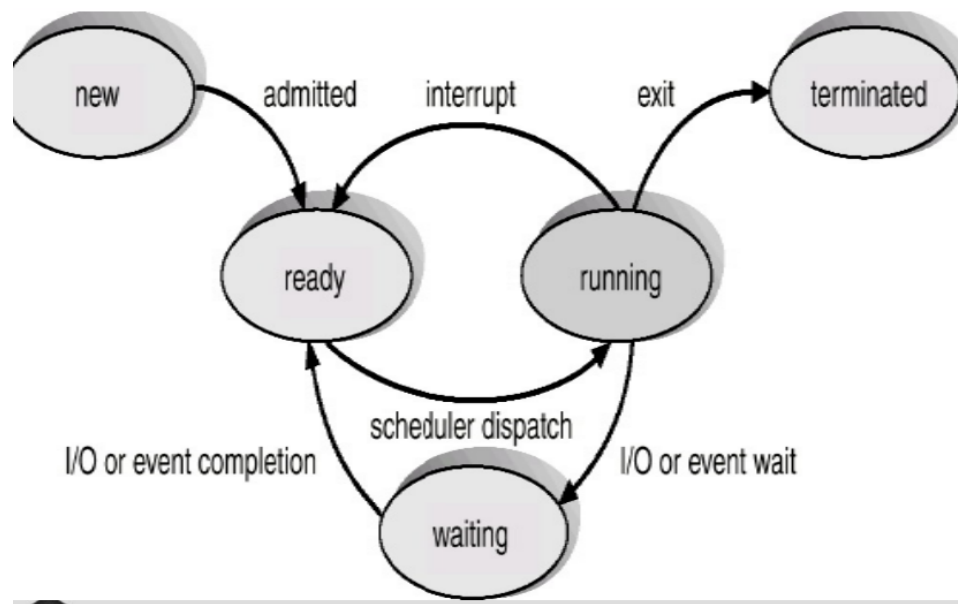 new
admitted
interrupt
exit
terminated
ready
running
scheduler dispatch
I/O or event completion
I/O or event wait
waiting